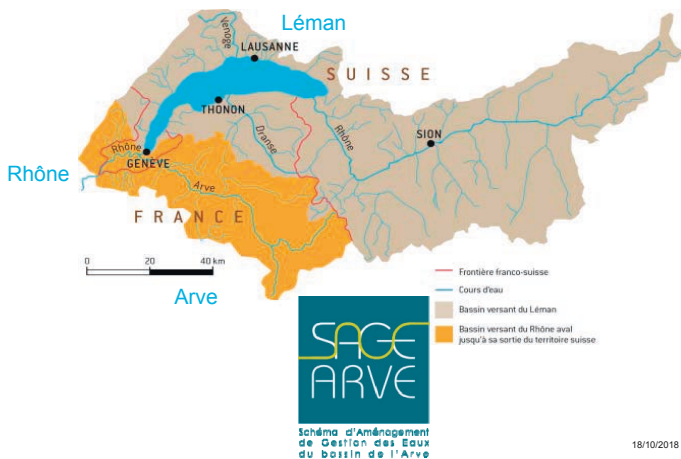 Léman
Venoge
LAUSANNE
SUISSE
THONON
Dranse
Rhône
SION
Rhône
GENÈVE
Rhône
Arve
FRANCE
0 20 40 km
Arve
Frontière franco-suisse
Cours d'eau
Bassin versant du Léman
Bassin versant du Rhône aval
jusqu'à sa sortie du territoire suisse
SAGE
ARVE
Schéma d'Aménagement
de Gestion des Eaux
du bassin de l'Arve
18/10/2018